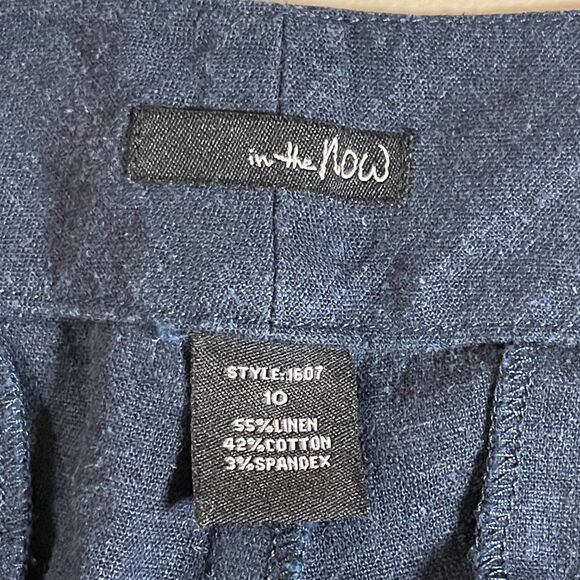 in the Now
STYLE:1607
10
55%LINEN
42%COTTON
3%SPANDEX